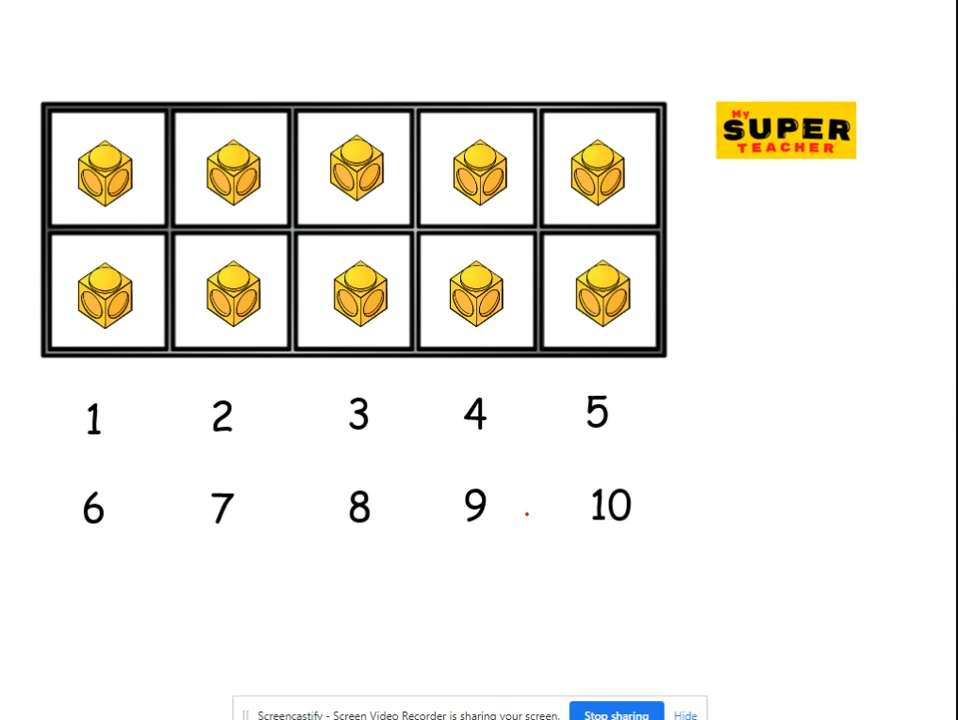 My
SUPER
TEACHER
1 2 3 4 5
6 7 8 9 10
Screencastify - Screen Video Recorder is sharing your screen. Stop sharing Hide